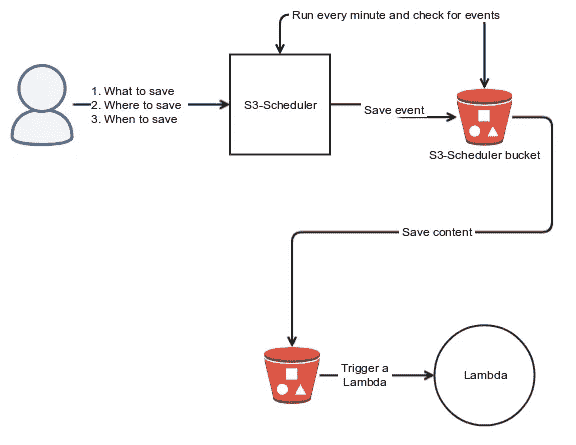 Run every minute and check for events
1. What to save
2. Where to save
3. When to save
S3-Scheduler
Save event
S3-Scheduler bucket
Save content
Trigger a
Lambda
Lambda